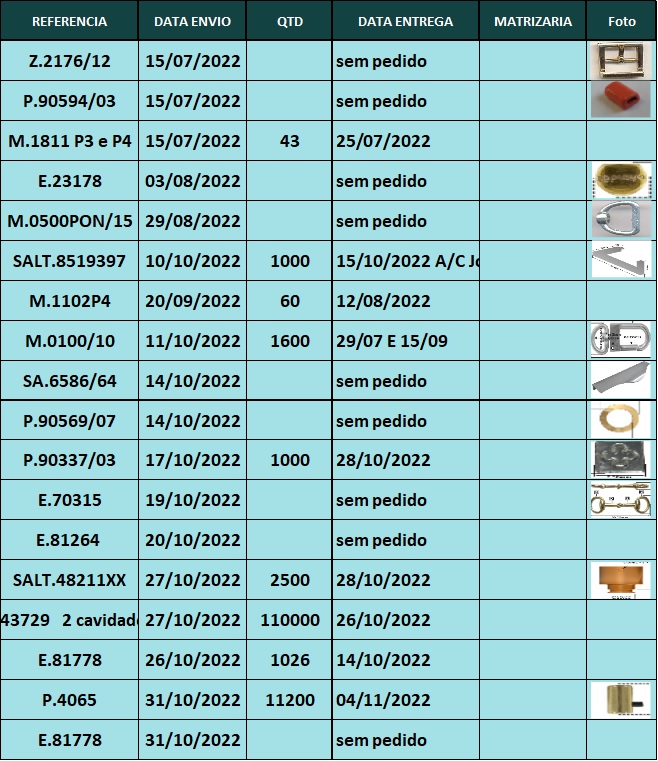 REFERENCIA DATA ENVIO QTD DATA ENTREGA MATRIZARIA Foto
Z.2176/12 15/07/2022 sem pedido
P.90594/03 15/07/2022 sem pedido
M.1811 P3 e P4 15/07/2022 43 25/07/2022
E.23178 03/08/2022 sem pedido
M.0500PON/15 29/08/2022 sem pedido
SALT.8519397 10/10/2022 1000 15/10/2022 A/C Jo
M.1102P4 20/09/2022 60 12/08/2022
M.0100/10 11/10/2022 1600 29/07 E 15/09
SA.6586/64 14/10/2022 sem pedido
P.90569/07 14/10/2022 sem pedido
P.90337/03 17/10/2022 1000 28/10/2022
E.70315 19/10/2022 sem pedido
E.81264 20/10/2022 sem pedido
SALT.48211XX 27/10/2022 2500 28/10/2022
43729 2 cavidad 27/10/2022 110000 26/10/2022
E.81778 26/10/2022 1026 14/10/2022
P.4065 31/10/2022 11200 04/11/2022
E.81778 31/10/2022 sem pedido